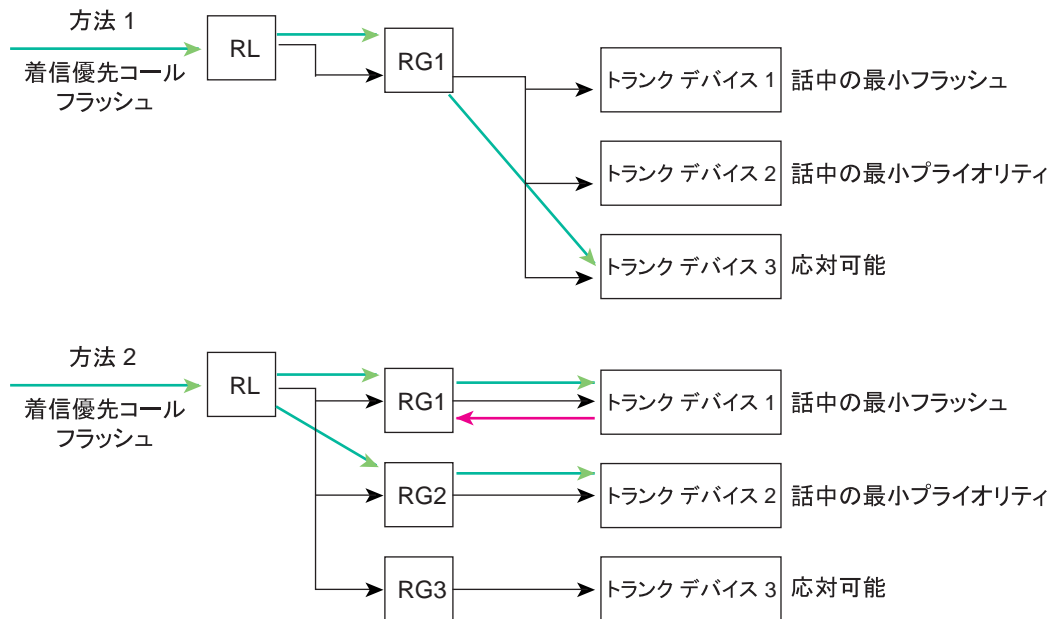 方法 1
着信優先コール
フラッシュ
RL
RG1
トランク デバイス 1 話中の最小フラッシュ
トランク デバイス 2 話中の最小プライオリティ
トランク デバイス 3 応対可能
方法 2
着信優先コール
フラッシュ
RL
RG1
トランク デバイス 1 話中の最小フラッシュ
RG2
トランク デバイス 2 話中の最小プライオリティ
RG3
トランク デバイス 3 応対可能